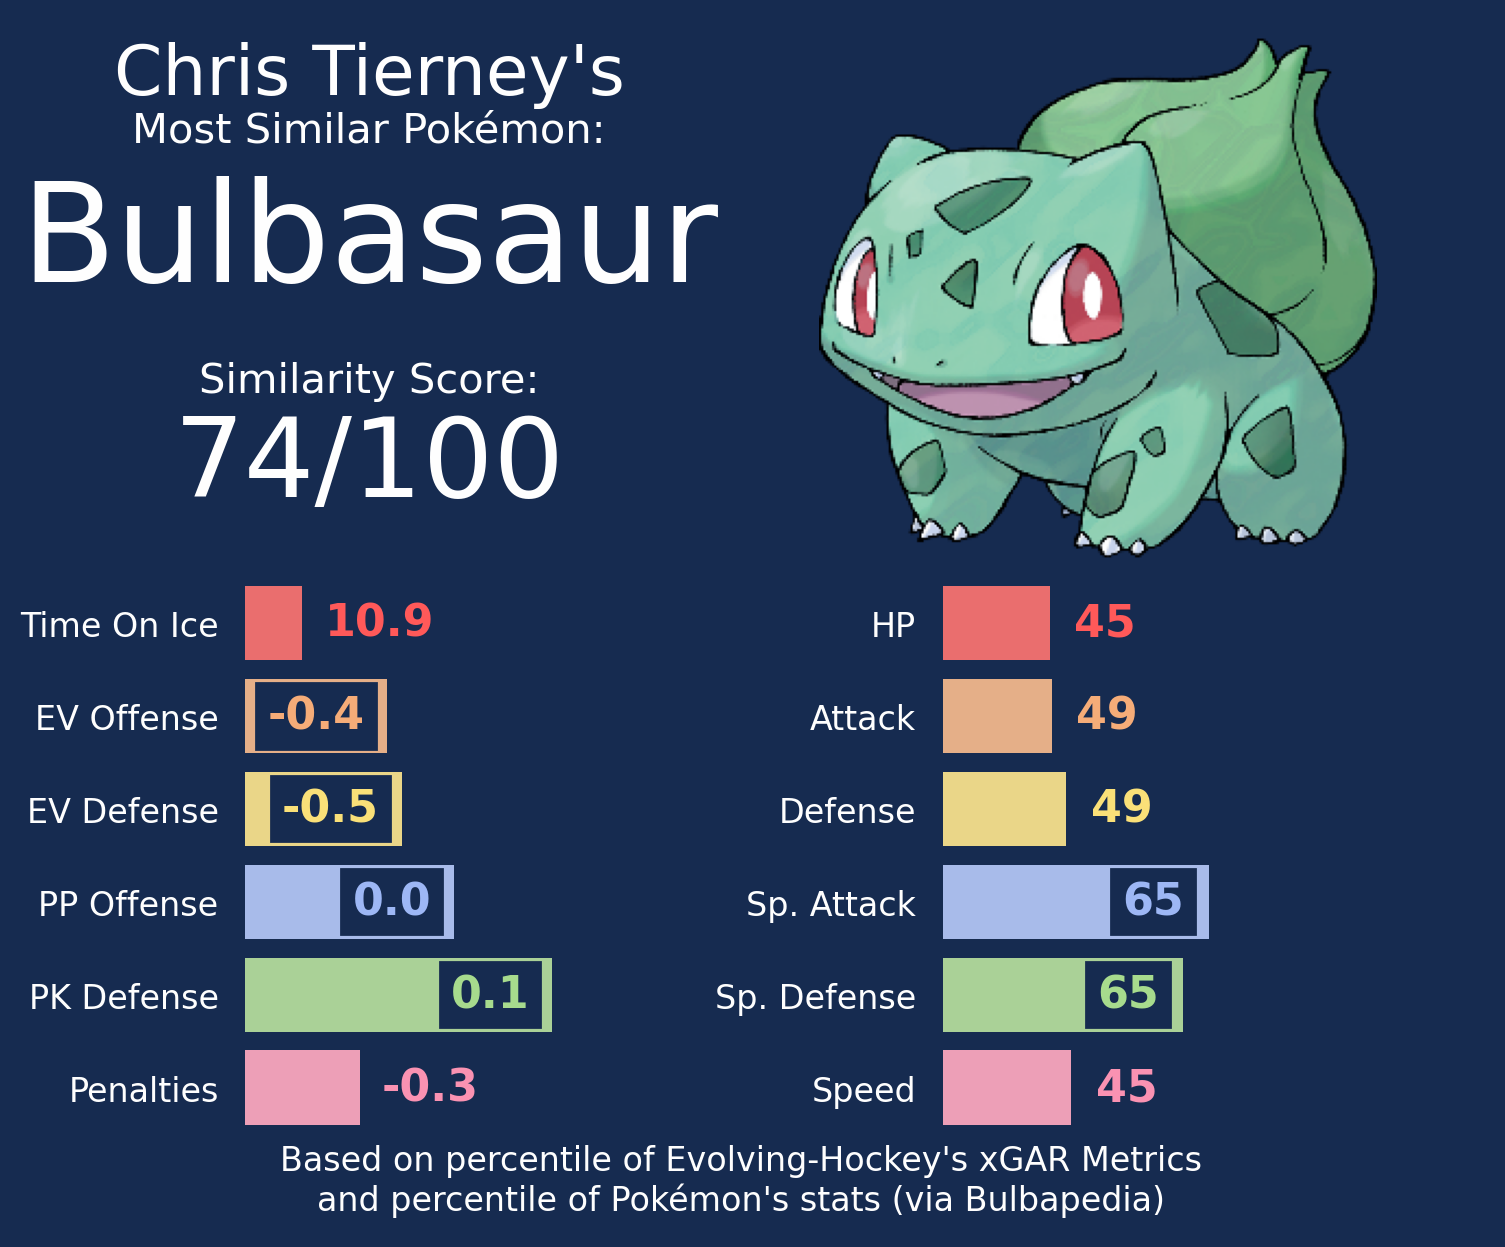 Chris Tierney's
Most Similar Pokémon:
Bulbasaur
Similarity Score:
74/100
Time On Ice 10.9
EV Offense -0.4
EV Defense -0.5
PP Offense 0.0
PK Defense 0.1
Penalties -0.3
HP 45
Attack 49
Defense 49
Sp. Attack 65
Sp. Defense 65
Speed 45
Based on percentile of Evolving-Hockey's xGAR Metrics
and percentile of Pokémon's stats (via Bulbapedia)